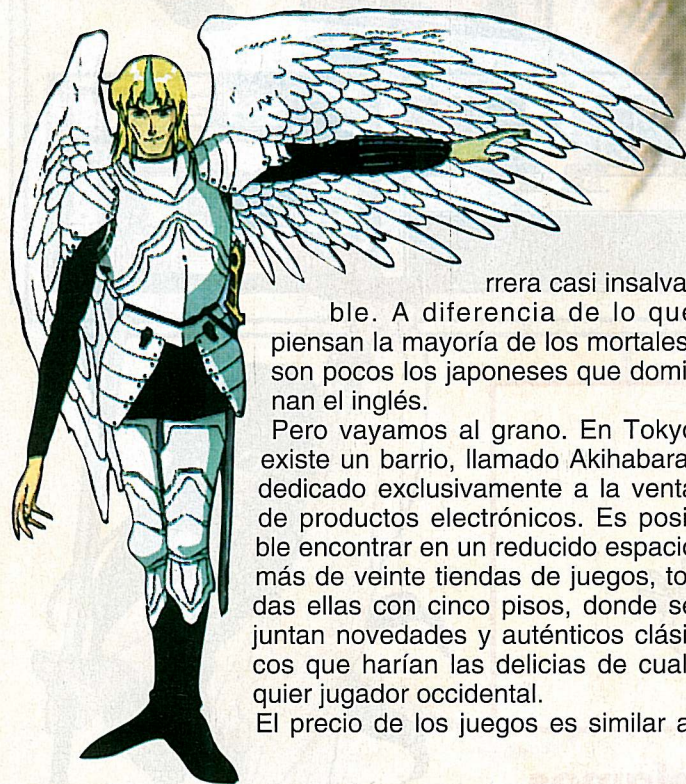 rrera casi insalva
ble. A diferencia de lo que
piensan la mayoría de los mortales
son pocos los japoneses que domi
nan el inglés.
Pero vayamos al grano. En Tokyo
existe un barrio, llamado Akihabara
dedicado exclusivamente a la venta
de productos electrónicos. Es posi
ble encontrar en un reducido espacio
más de veinte tiendas de juegos, to
das ellas con cinco pisos, donde se
juntan novedades y auténticos clási
cos que harían las delicias de cual
quier jugador occidental.
El precio de los juegos es similar a